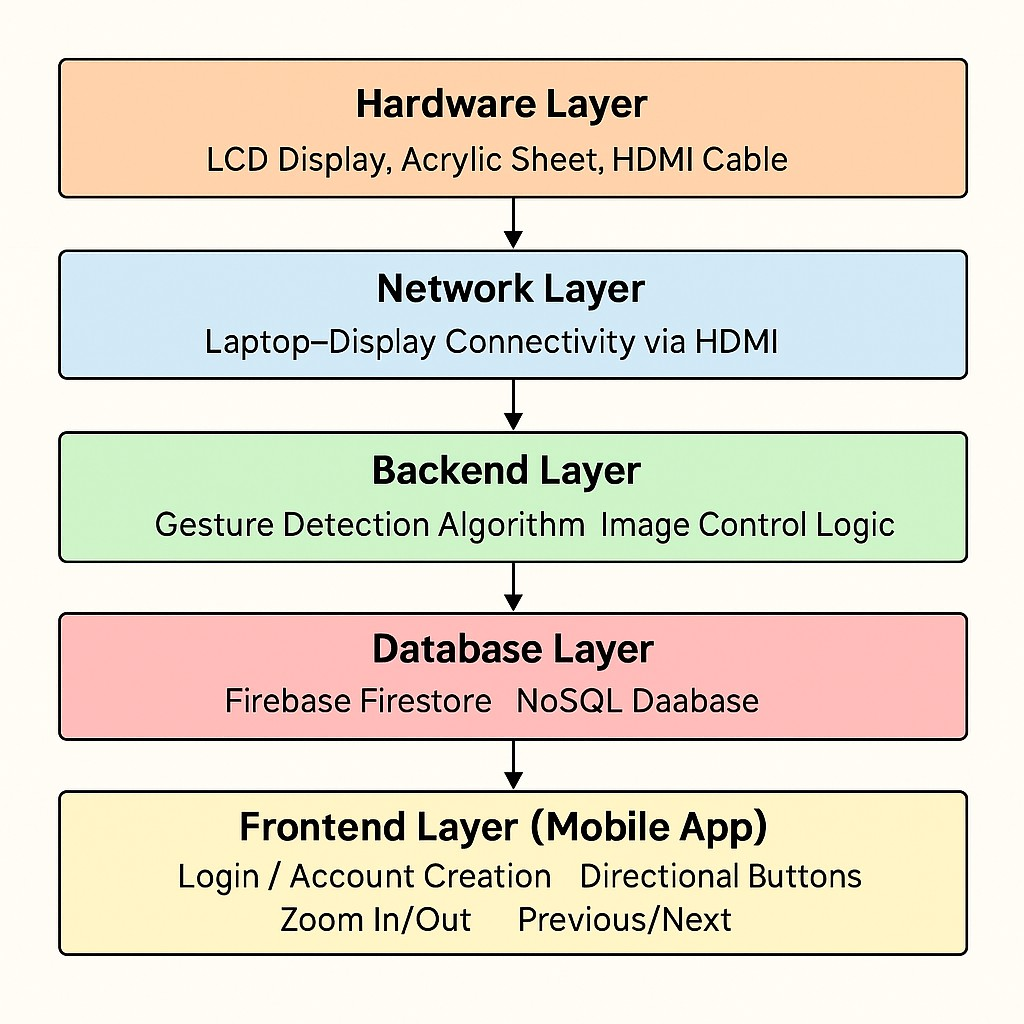 Hardware Layer
LCD Display, Acrylic Sheet, HDMI Cable
Network Layer
Laptop–Display Connectivity via HDMI
Backend Layer
Gesture Detection Algorithm Image Control Logic
Database Layer
Firebase Firestore NoSQL Daabase
Frontend Layer (Mobile App)
Login / Account Creation Directional Buttons
Zoom In/Out Previous/Next